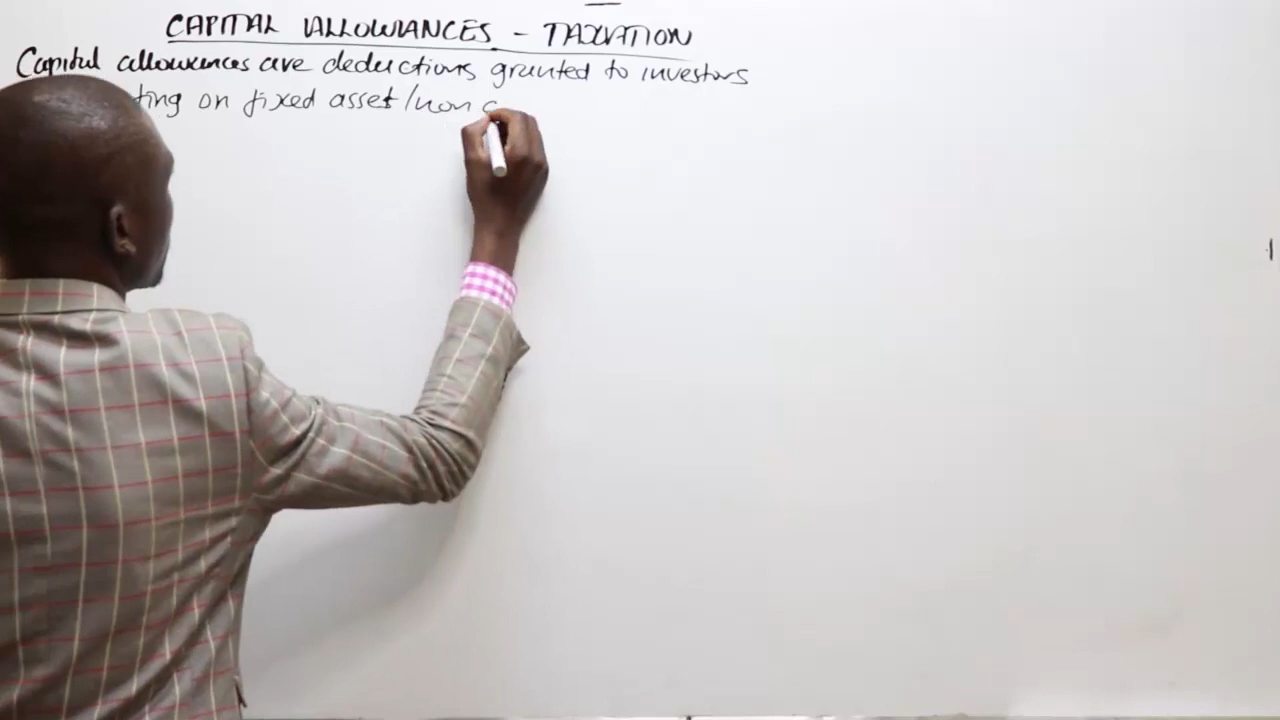 CAPITAL ALLOWANCES - TAXATION
Capital allowances are deductions granted to investors
ting on fixed asset/non c